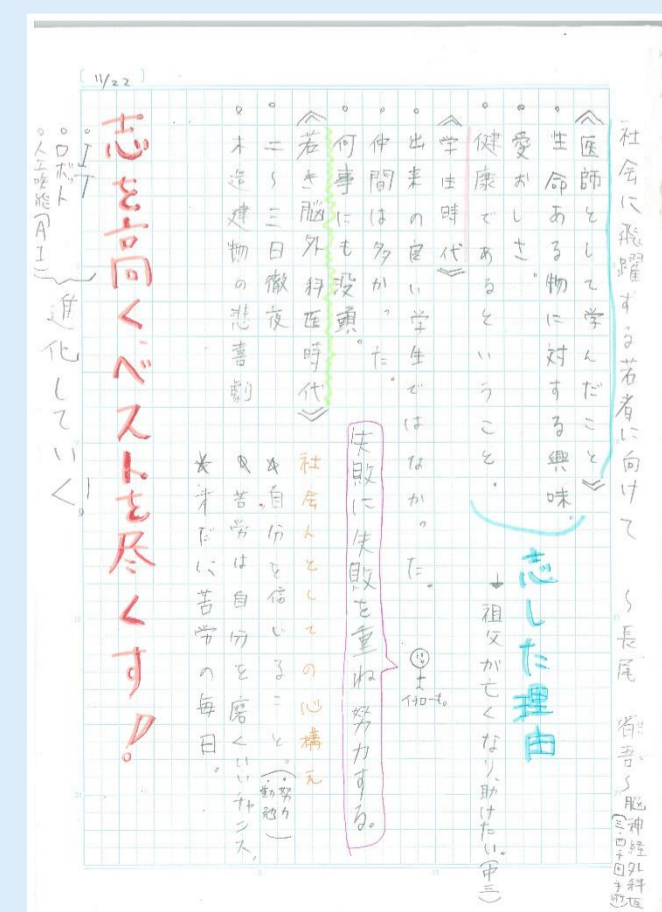 社会に飛躍する若者に向けて 〜長尾 省吾〜脳神経外科医
(三・四千回手術)
《医師として学んだこと》
。生命ある物に対する興味。
。愛おしさ。
。健康であるということ。
志した理由
↓祖父が亡くなり、助けたい。(中三)
《学生時代》
。出来の良い学生ではなかった。
。仲間は多かった。
。何事にも没頭。
イチローも。
失敗に失敗を重ね努力する。
《若き脳外科医時代》
。二〜三日徹夜
。木造建物の悲喜劇
社会人としての心構え
☆自分を信じること。(・努力・勤勉)
☆苦労は自分を磨くいいチャンス。
☆未だに苦労の毎日。
[11/22]
志を高くベストを尽くす!!
。IT
。ロボット
。人工知能(AI)
進化していく。